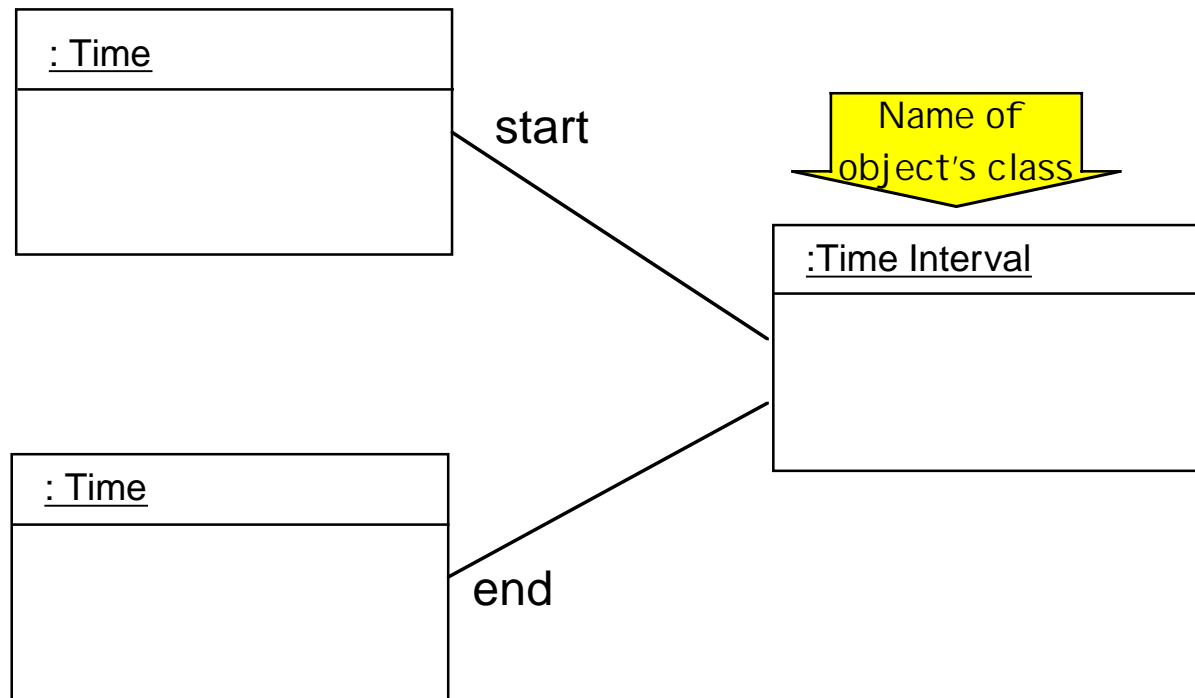 : Time
start
Name of
object's class
:Time Interval
: Time
end